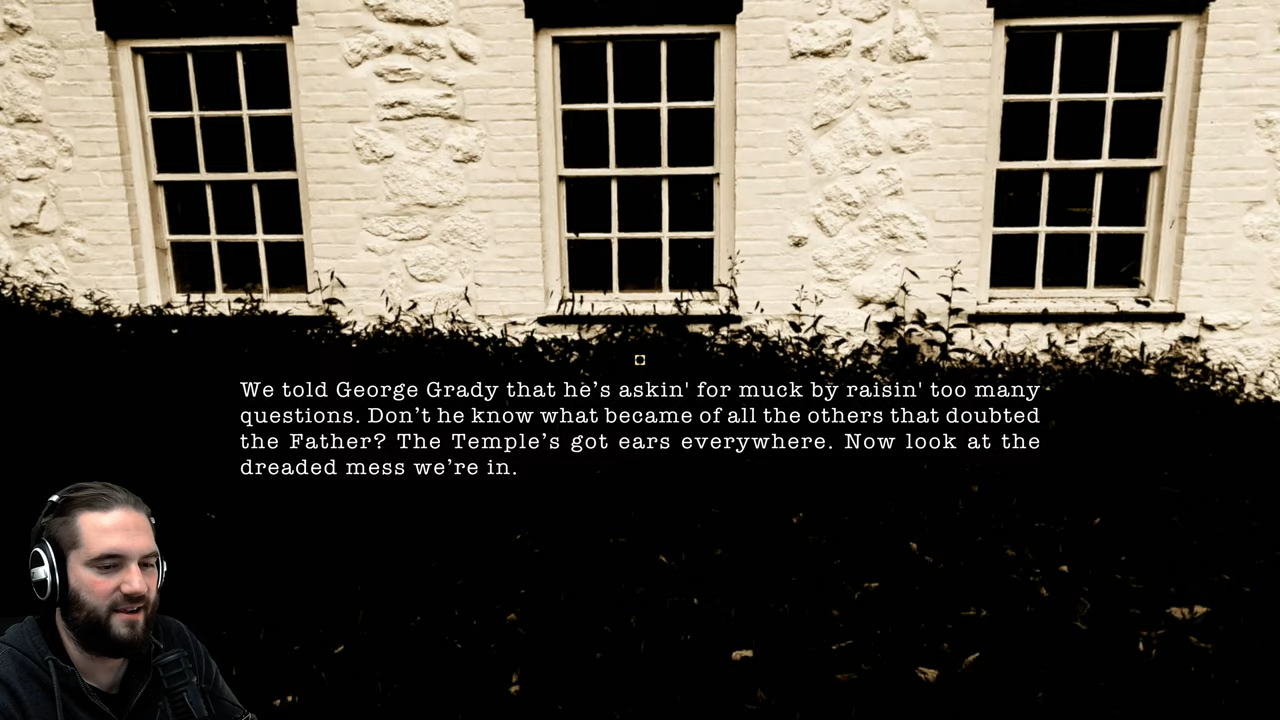 We told George Grady that he’s askin' for muck by raisin' too many
questions. Don’t he know what became of all the others that doubted
the Father? The Temple’s got ears everywhere. Now look at the
dreaded mess we’re in.